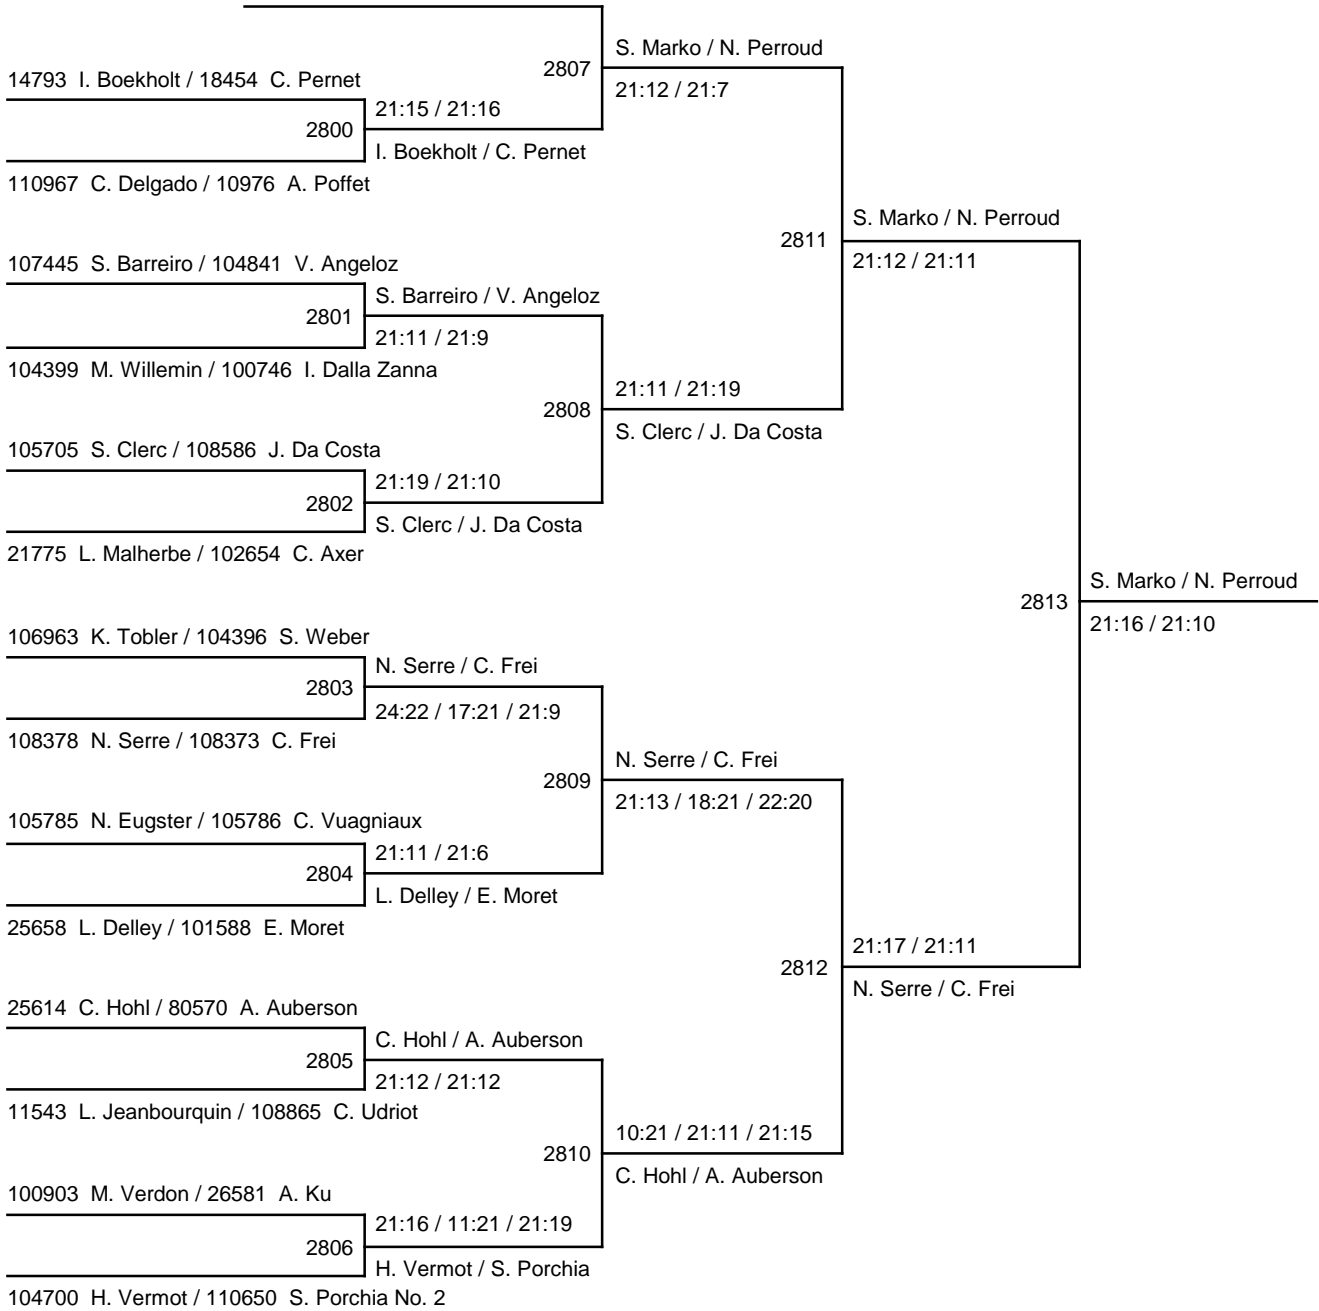 S. Marko / N. Perroud
2807
21:12 / 21:7
14793 I. Boekholt / 18454 C. Pernet
21:15 / 21:16
2800
I. Boekholt / C. Pernet
110967 C. Delgado / 10976 A. Poffet
S. Marko / N. Perroud
2811
21:12 / 21:11
107445 S. Barreiro / 104841 V. Angeloz
S. Barreiro / V. Angeloz
2801
21:11 / 21:9
104399 M. Willemin / 100746 I. Dalla Zanna
21:11 / 21:19
2808
S. Clerc / J. Da Costa
105705 S. Clerc / 108586 J. Da Costa
21:19 / 21:10
2802
S. Clerc / J. Da Costa
21775 L. Malherbe / 102654 C. Axer
S. Marko / N. Perroud
2813
21:16 / 21:10
106963 K. Tobler / 104396 S. Weber
N. Serre / C. Frei
2803
24:22 / 17:21 / 21:9
108378 N. Serre / 108373 C. Frei
N. Serre / C. Frei
2809
21:13 / 18:21 / 22:20
105785 N. Eugster / 105786 C. Vuagniaux
21:11 / 21:6
2804
L. Delley / E. Moret
25658 L. Delley / 101588 E. Moret
21:17 / 21:11
2812
N. Serre / C. Frei
25614 C. Hohl / 80570 A. Auberson
C. Hohl / A. Auberson
2805
21:12 / 21:12
11543 L. Jeanbourquin / 108865 C. Udriot
10:21 / 21:11 / 21:15
2810
C. Hohl / A. Auberson
100903 M. Verdon / 26581 A. Ku
21:16 / 11:21 / 21:19
2806
H. Vermot / S. Porchia
104700 H. Vermot / 110650 S. Porchia No. 2